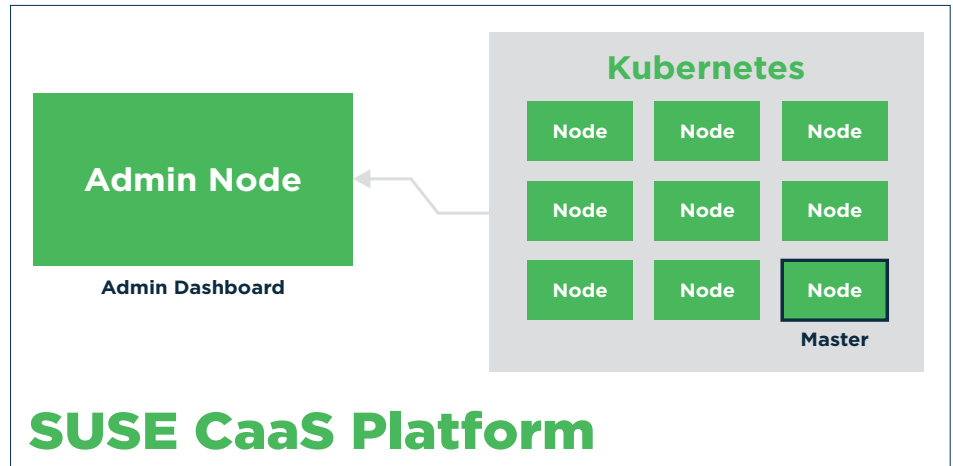 Kubernetes
Node Node Node
Admin Node
Node Node Node
Admin Dashboard
Node Node Node
Master
SUSE CaaS Platform